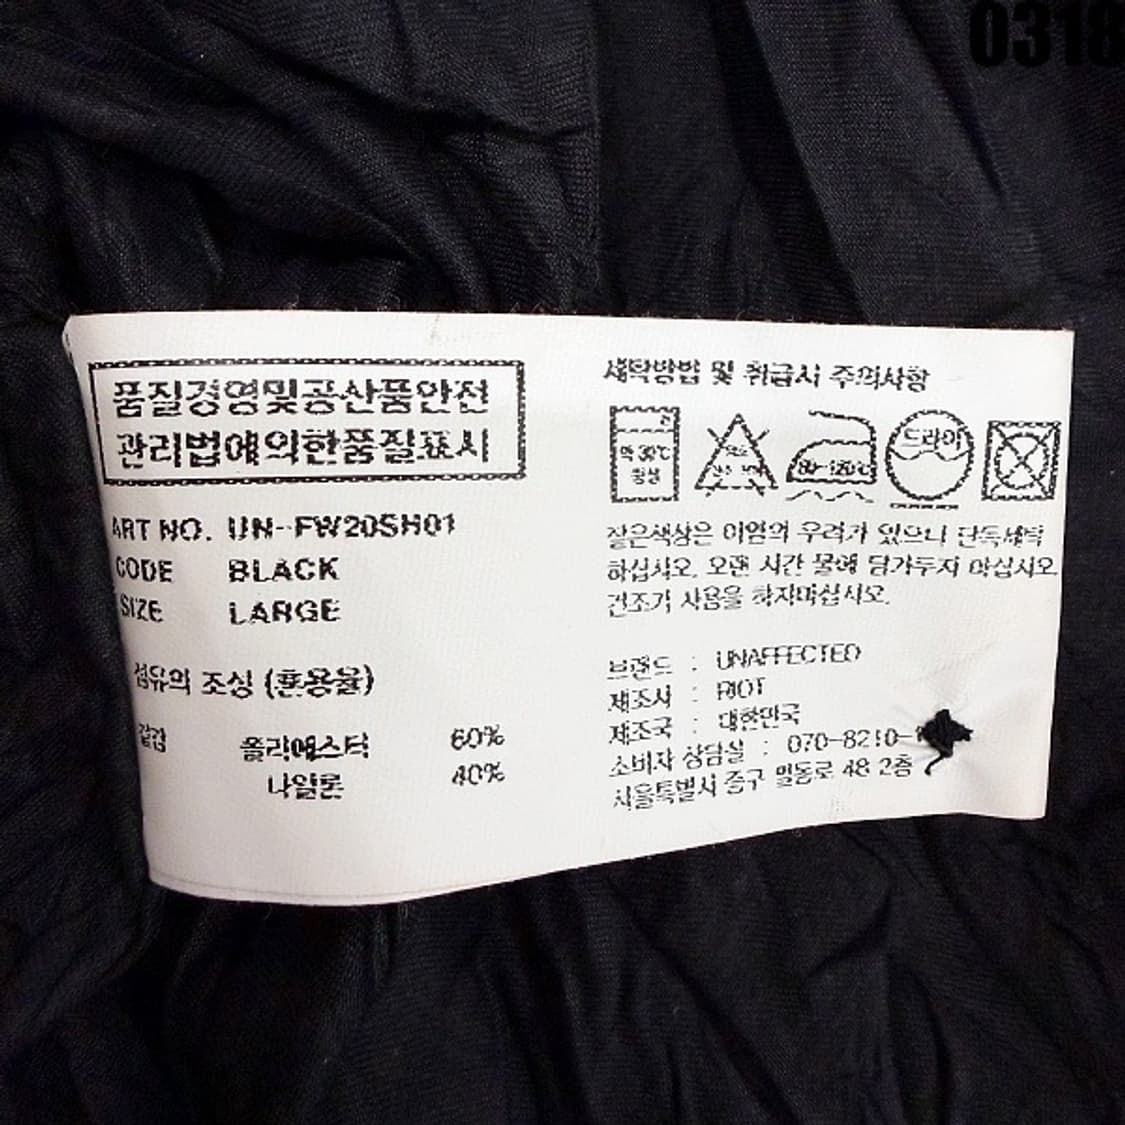 0318
품질경영및공산품안전
관리법에의한품질표시
ART NO. UN-FW20SH01
CODE BLACK
SIZE LARGE
섬유의 조성 (혼용율)
겉감 폴리에스터 60%
나일론 40%
세탁방법 및 취급시 주의사항
약 30℃
중성
80~120℃
드라이
짙은색상은 이염의 우려가 있으니 단독세탁
하십시오. 오랜 시간 물에 담가두지 마십시오.
건조기 사용을 하지마십시오.
브랜드 : UNAFFECTED
제조사 : RIOT
제조국 : 대한민국
소비자 상담실 : 070-8210-
서울특별시 중구 필동로 48 2층